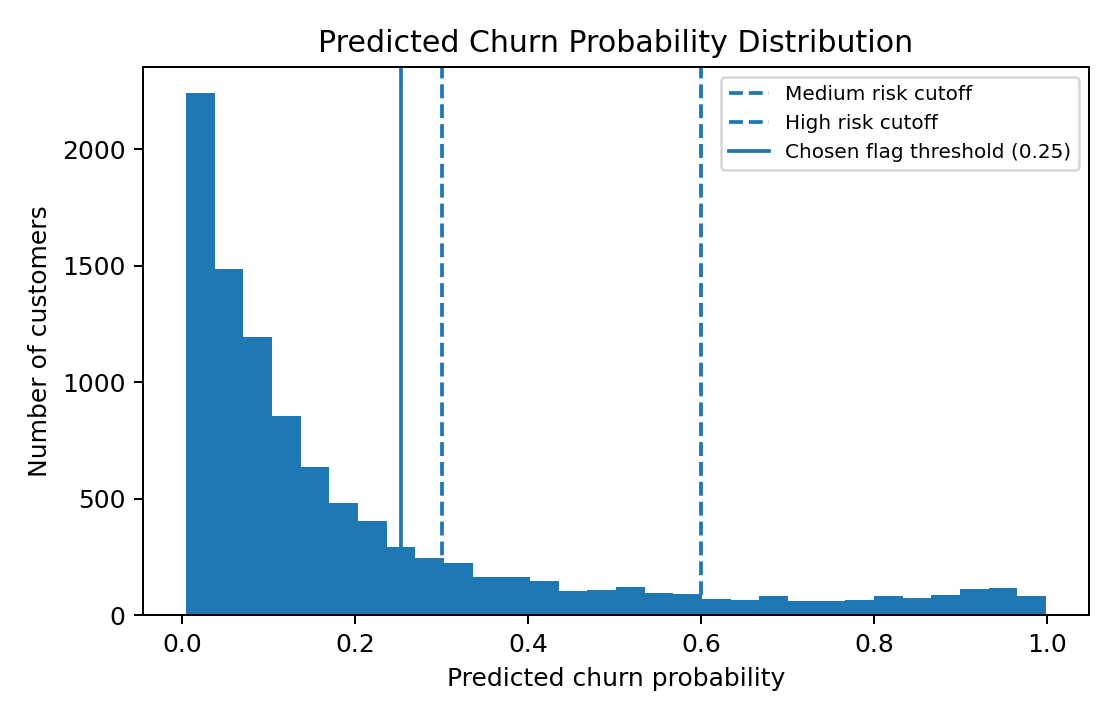 Predicted Churn Probability Distribution
Medium risk cutoff
High risk cutoff
Chosen flag threshold (0.25)
Number of customers
2000
1500
1000
500
0
0.0 0.2 0.4 0.6 0.8 1.0
Predicted churn probability